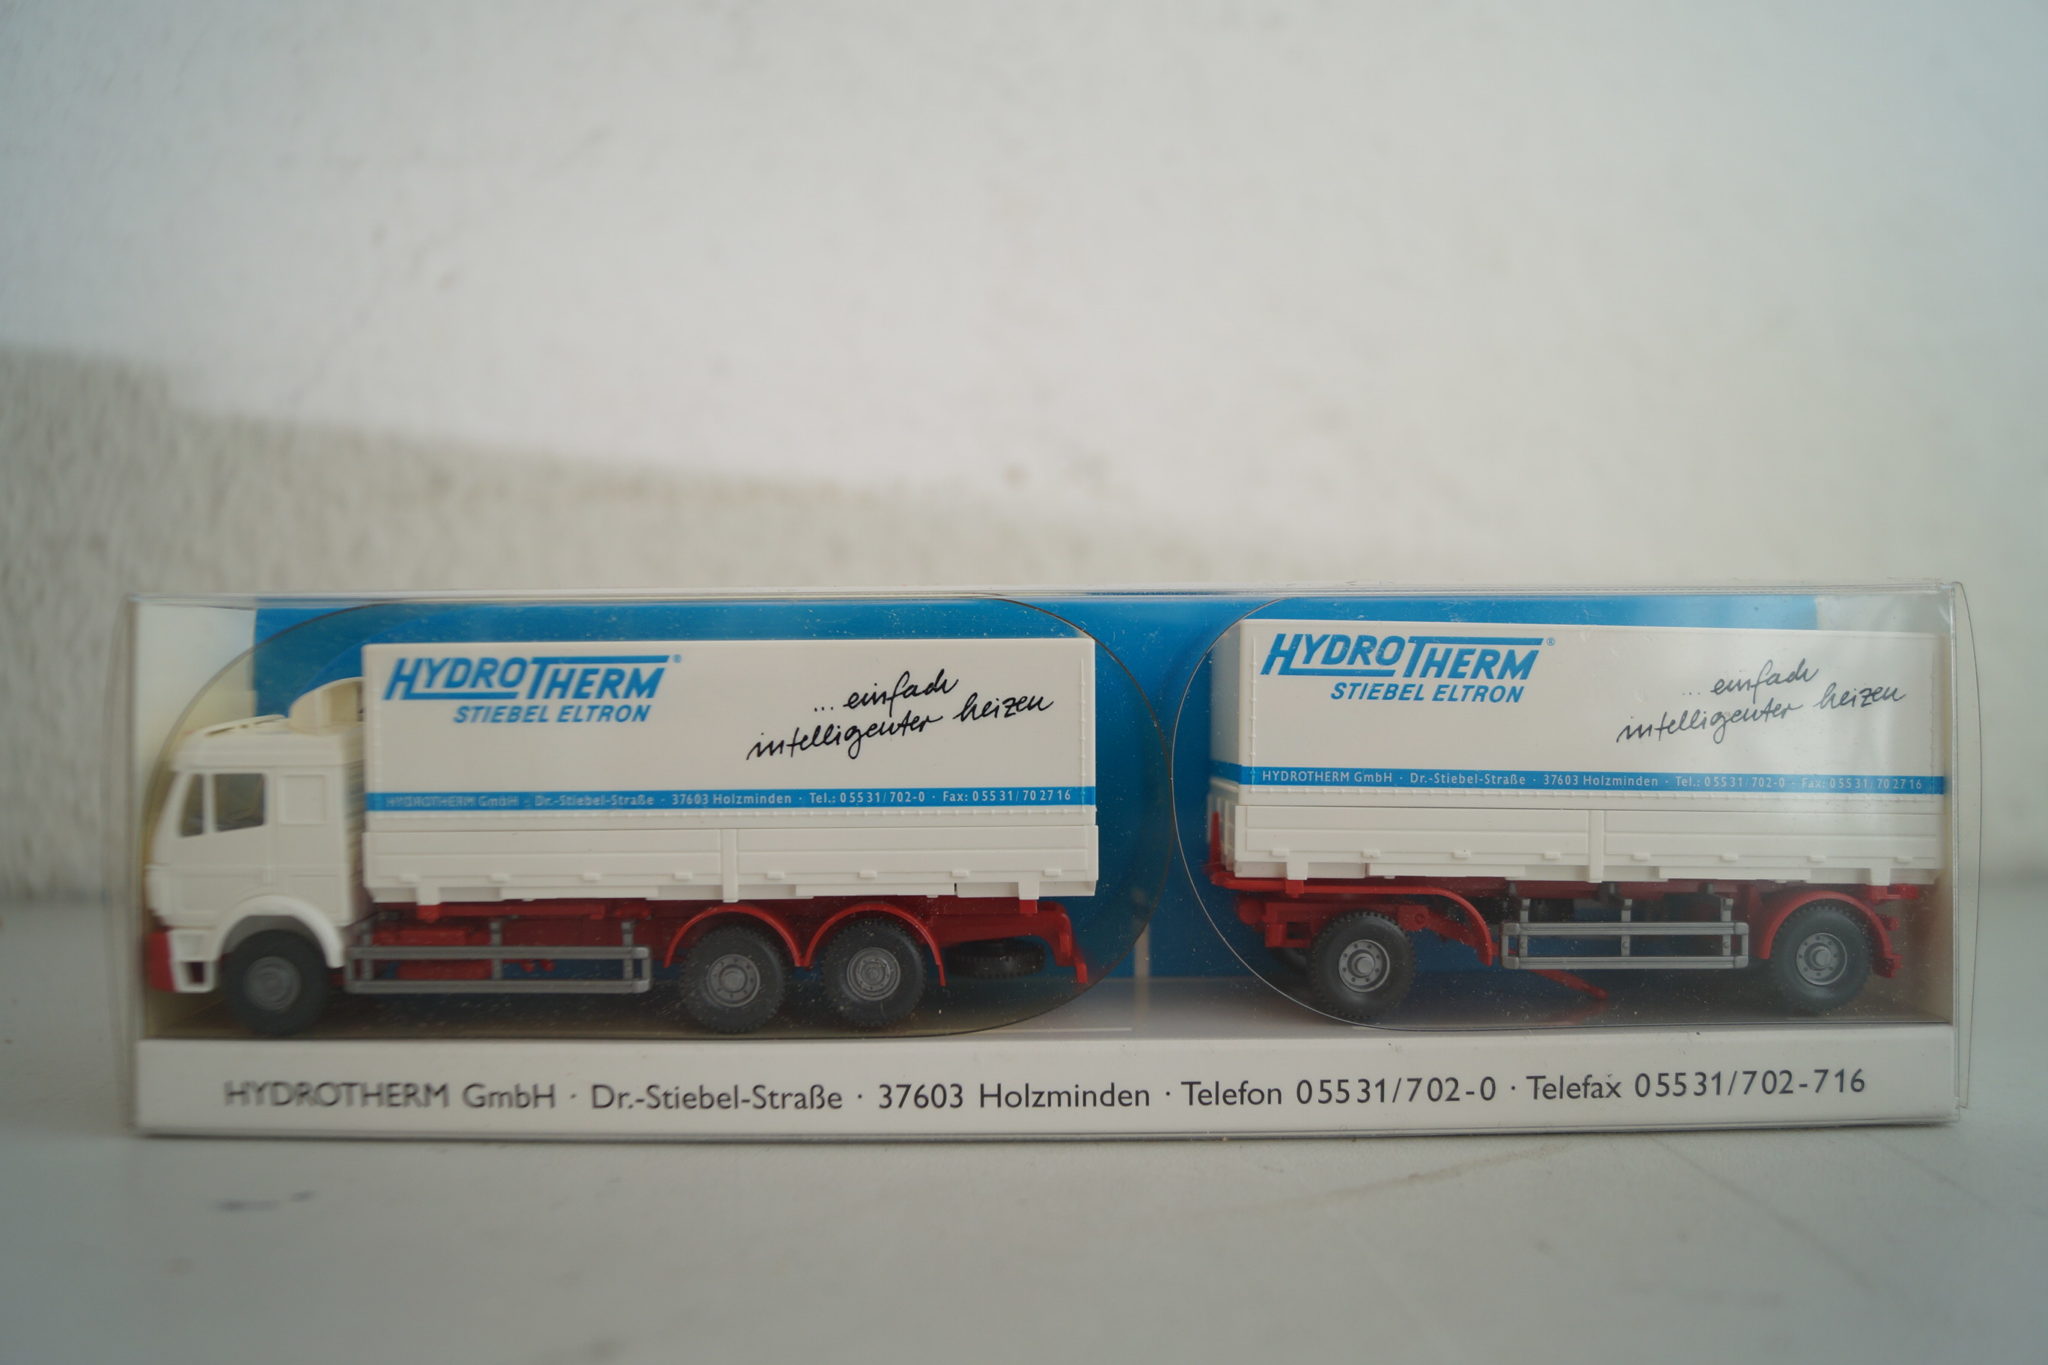 HYDROTHERM®
STIEBEL ELTRON
... einfach
intelligenter heizen
HYDROTHERM GmbH · Dr.-Stiebel-Straße · 37603 Holzminden · Tel.: 05531/702-0 · Fax: 05531/702716
HYDROTHERM®
STIEBEL ELTRON
... einfach
intelligenter heizen
HYDROTHERM GmbH · Dr.-Stiebel-Straße · 37603 Holzminden · Tel.: 05531/702-0 · Fax: 05531/702716
HYDROTHERM GmbH · Dr.-Stiebel-Straße · 37603 Holzminden · Telefon 05531/702-0 · Telefax 05531/702-716